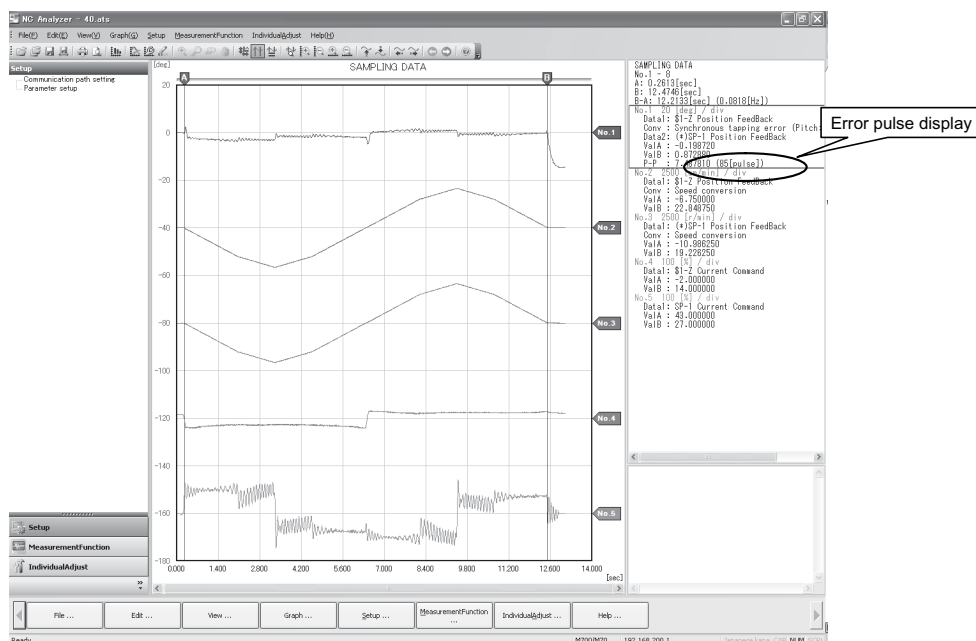 NC Analyzer - 40.ats
File(F) Edit(E) View(V) Graph(G) Setup MeasurementFunction IndividualAdjust Help(H)
Setup
Communication path setting
Parameter setup
[deg]
SAMPLING DATA
A
B
20
0
-20
-40
-60
-80
-100
-120
-140
-160
-180
No.1
No.2
No.3
No.4
No.5
0.000 1.400 2.800 4.200 5.600 7.000 8.400 9.800 11.200 12.600 14.000
[sec]
SAMPLING DATA
No.1 - 8
A: 0.2613[sec]
B: 12.4746[sec]
B-A: 12.2133[sec] (0.0818[Hz])
No.1 20 [deg] / div
Data1: $1-Z Position FeedBack
Conv : Synchronous tapping error (Pitch:
Data2: (*)SP-1 Position FeedBack
ValA : -0.198720
ValB : 0.872880
P-P : (85[pulse])
No.2 2500 [r/min] / div
Data1: $1-Z Position FeedBack
Conv : Speed conversion
ValA : -6.750000
ValB : 22.848750
No.3 2500 [r/min] / div
Data1: (*)SP-1 Position FeedBack
Conv : Speed conversion
ValA : -10.986250
ValB : 19.226250
No.4 100 [%] / div
Data1: $1-Z Current Command
ValA : -2.000000
ValB : 14.000000
No.5 100 [%] / div
Data1: SP-1 Current Command
ValA : 43.000000
ValB : 27.000000
Error pulse display
Setup
MeasurementFunction
IndividualAdjust
File ... Edit ... View ... Graph ... Setup ... MeasurementFunction ... IndividualAdjust ... Help ...
Ready
M700/M70 192.168.200.1 NUM